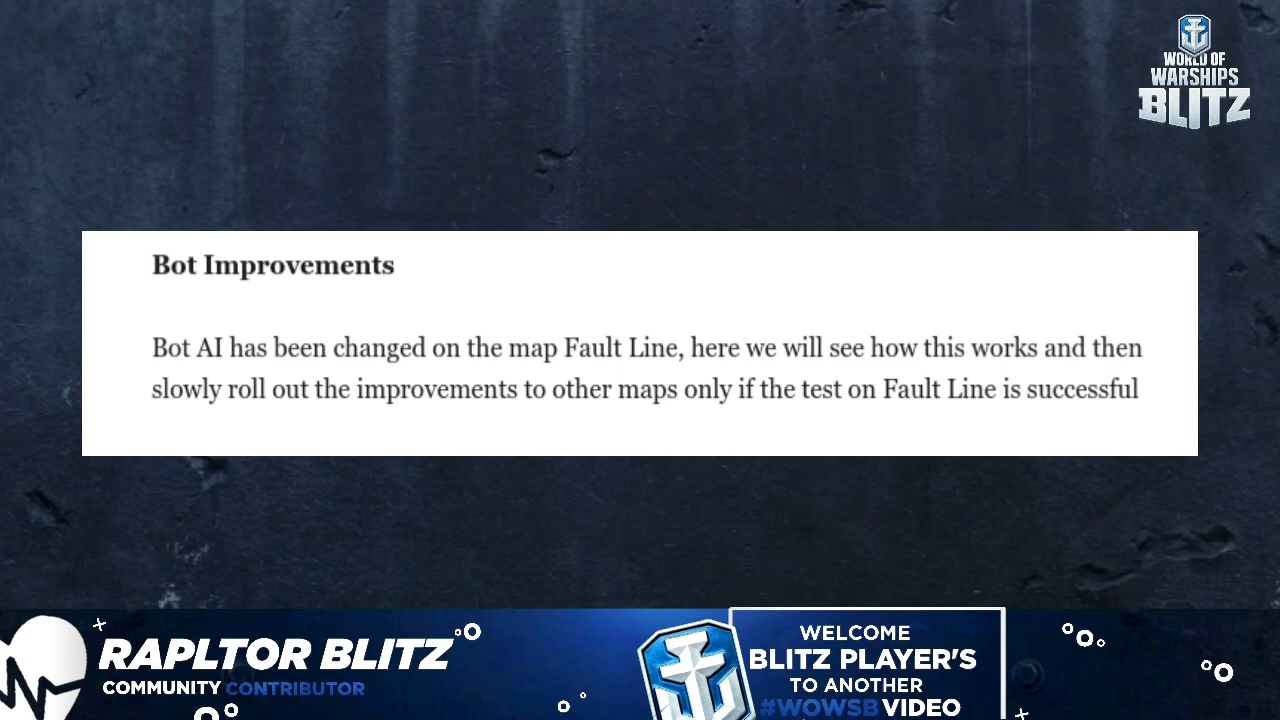 WORLD OF
WARSHIPS
BLITZ
Bot Improvements
Bot AI has been changed on the map Fault Line, here we will see how this works and then
slowly roll out the improvements to other maps only if the test on Fault Line is successful
RAPLTOR BLITZ
COMMUNITY CONTRIBUTOR
WELCOME
BLITZ PLAYER'S
TO ANOTHER
#WOWSB VIDEO